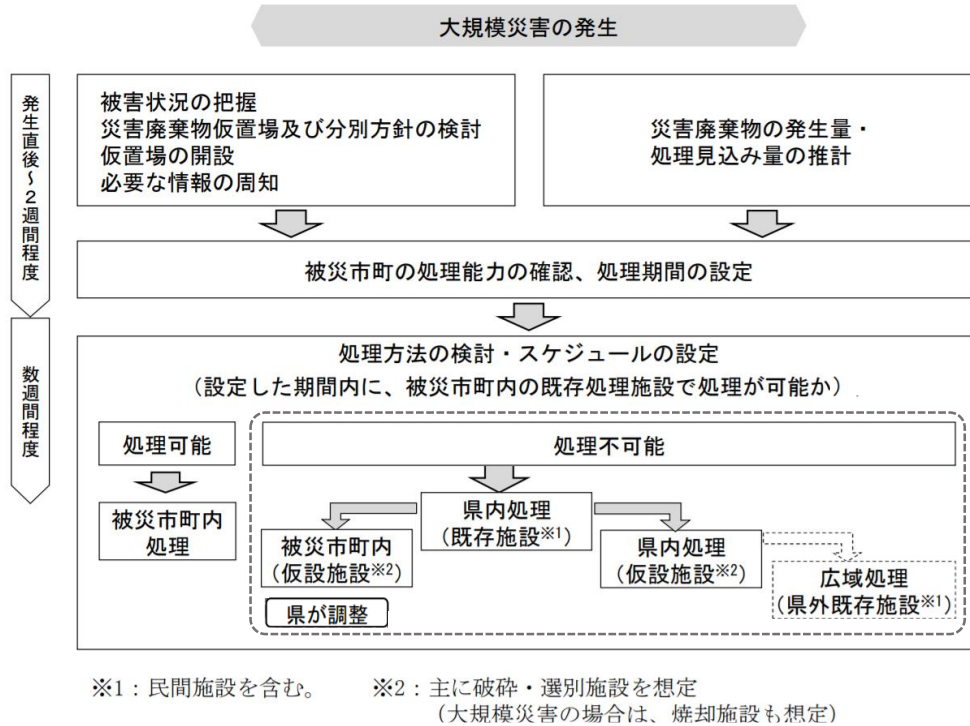 大規模災害の発生
発生直後～2週間程度
被害状況の把握
災害廃棄物仮置場及び分別方針の検討
仮置場の開設
必要な情報の周知
災害廃棄物の発生量・
処理見込み量の推計
被災市町の処理能力の確認、処理期間の設定
数週間程度
処理方法の検討・スケジュールの設定
（設定した期間内に、被災市町内の既存処理施設で処理が可能か）
処理可能
処理不可能
被災市町内
処理
県内処理
（既存施設※1）
被災市町内
（仮設施設※2）
県内処理
（仮設施設※2）
広域処理
（県外既存施設※1）
県が調整
※1：民間施設を含む。
※2：主に破砕・選別施設を想定
（大規模災害の場合は、焼却施設も想定）